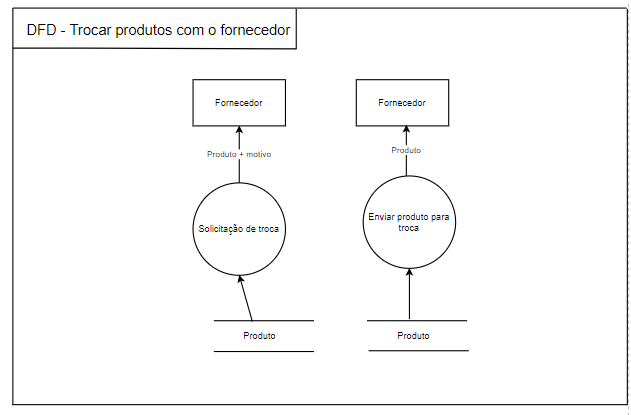 DFD - Trocar produtos com o fornecedor
Fornecedor
Fornecedor
Produto + motivo
Produto
Solicitação de troca
Enviar produto para
troca
Produto
Produto